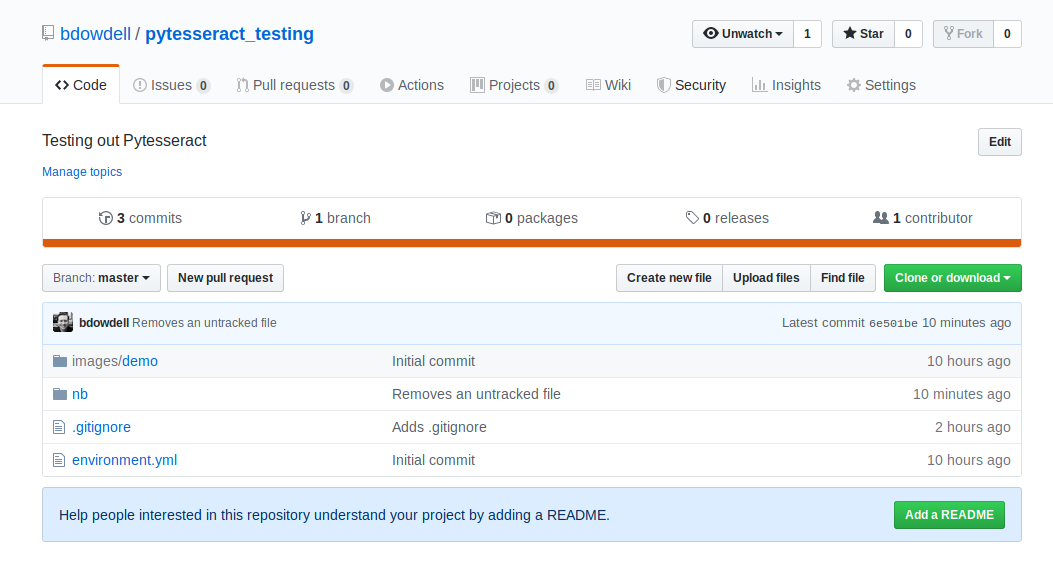 bdowdell / pytesseract_testing
Unwatch 1 Star 0 Fork 0
Code Issues 0 Pull requests 0 Actions Projects 0 Wiki Security Insights Settings
Testing out Pytesseract Edit
Manage topics
3 commits 1 branch 0 packages 0 releases 1 contributor
Branch: master New pull request Create new file Upload files Find file Clone or download
bdowdell Removes an untracked file Latest commit 6e501be 10 minutes ago
images/demo Initial commit 10 hours ago
nb Removes an untracked file 10 minutes ago
.gitignore Adds .gitignore 2 hours ago
environment.yml Initial commit 10 hours ago
Help people interested in this repository understand your project by adding a README. Add a README